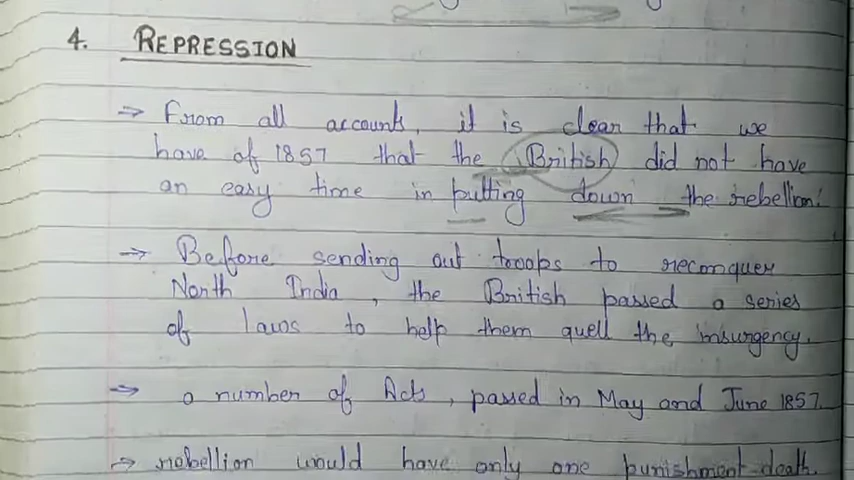 4. REPRESSION
⇒ From all accounts, it is clear that we
have of 1857 that the British did not have
an easy time in putting down the rebellion.
⇒ Before sending out troops to reconquer
North India, the British passed a series
of laws to help them quell the insurgency.
⇒ a number of Acts, passed in May and June 1857
⇒ rebellion would have only one punishment-death.